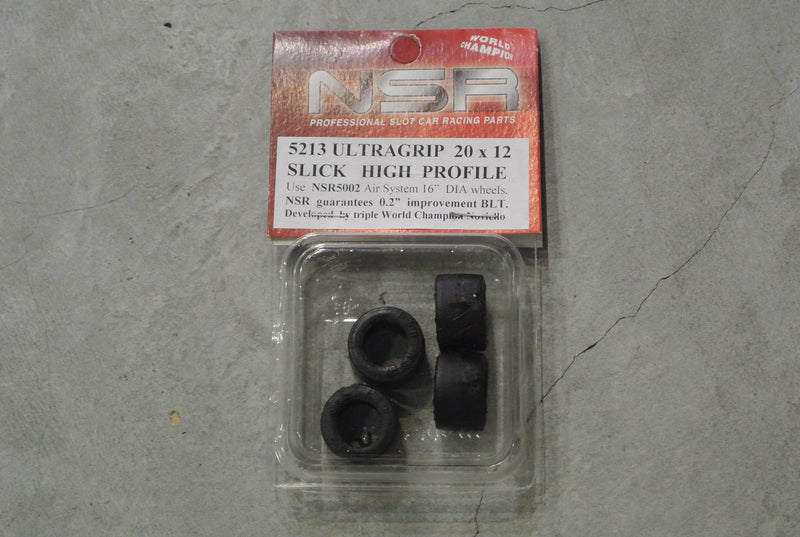 WORLD
CHAMPION
NSR
PROFESSIONAL SLOT CAR RACING PARTS
5213 ULTRAGRIP 20 x 12
SLICK HIGH PROFILE
Use NSR5002 Air System 16" DIA wheels.
NSR guarantees 0.2" improvement BLT.
Developed by triple World Champion Noviello